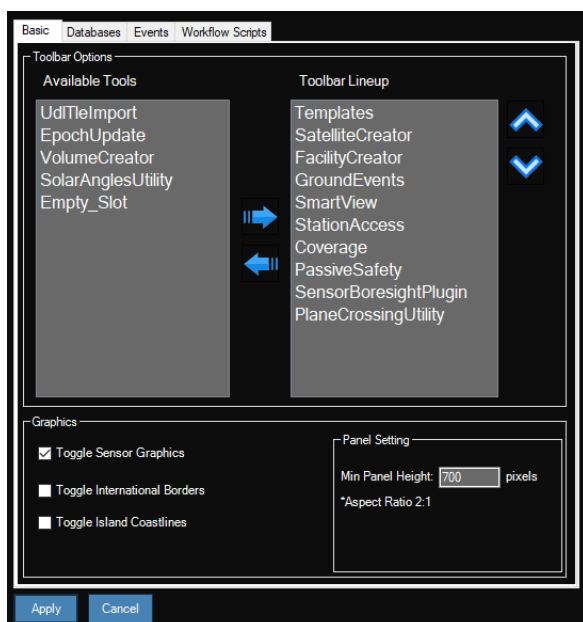 Basic Databases Events Workflow Scripts
Toolbar Options
Available Tools
UdlTleImport
EpochUpdate
VolumeCreator
SolarAnglesUtility
Empty_Slot
Toolbar Lineup
Templates
SatelliteCreator
FacilityCreator
GroundEvents
SmartView
StationAccess
Coverage
PassiveSafety
SensorBoresightPlugin
PlaneCrossingUtility
Graphics
Toggle Sensor Graphics
Toggle International Borders
Toggle Island Coastlines
Panel Setting
Min Panel Height: 700 pixels
*Aspect Ratio 2:1
Apply Cancel